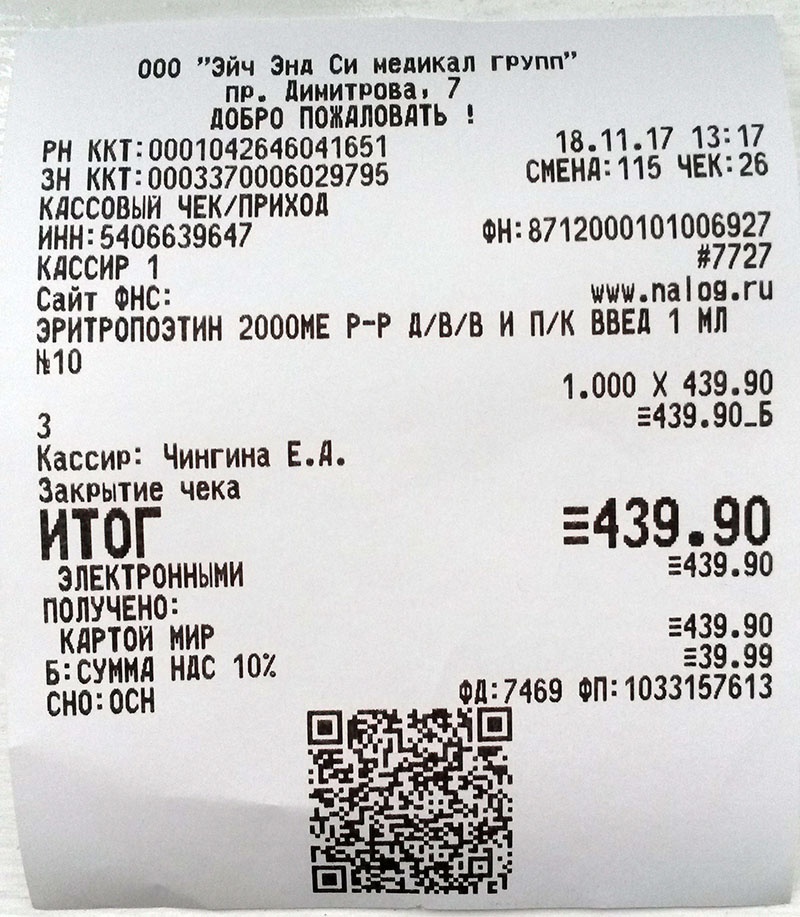 ООО "Эйч Энд Си медикал групп"
пр. Димитрова, 7
ДОБРО ПОЖАЛОВАТЬ !
РН ККТ:0001042646041651 18.11.17 13:17
ЗН ККТ:0003370006029795 СМЕНА:115 ЧЕК:26
КАССОВЫЙ ЧЕК/ПРИХОД
ИНН:5406639647 ФН:8712000101006927
КАССИР 1 #7727
Сайт ФНС: www.nalog.ru
ЭРИТРОПОЭТИН 2000МЕ Р-Р Д/В/В И П/К ВВЕД 1 МЛ
№10
1.000 X 439.90
3 ≡439.90_Б
Кассир: Чингина Е.А.
Закрытие чека
ИТОГ ≡439.90
ЭЛЕКТРОННЫМИ ≡439.90
ПОЛУЧЕНО:
КАРТОЙ МИР ≡439.90
Б:СУММА НДС 10% ≡39.99
СНО:ОСН ФД:7469 ФП:1033157613